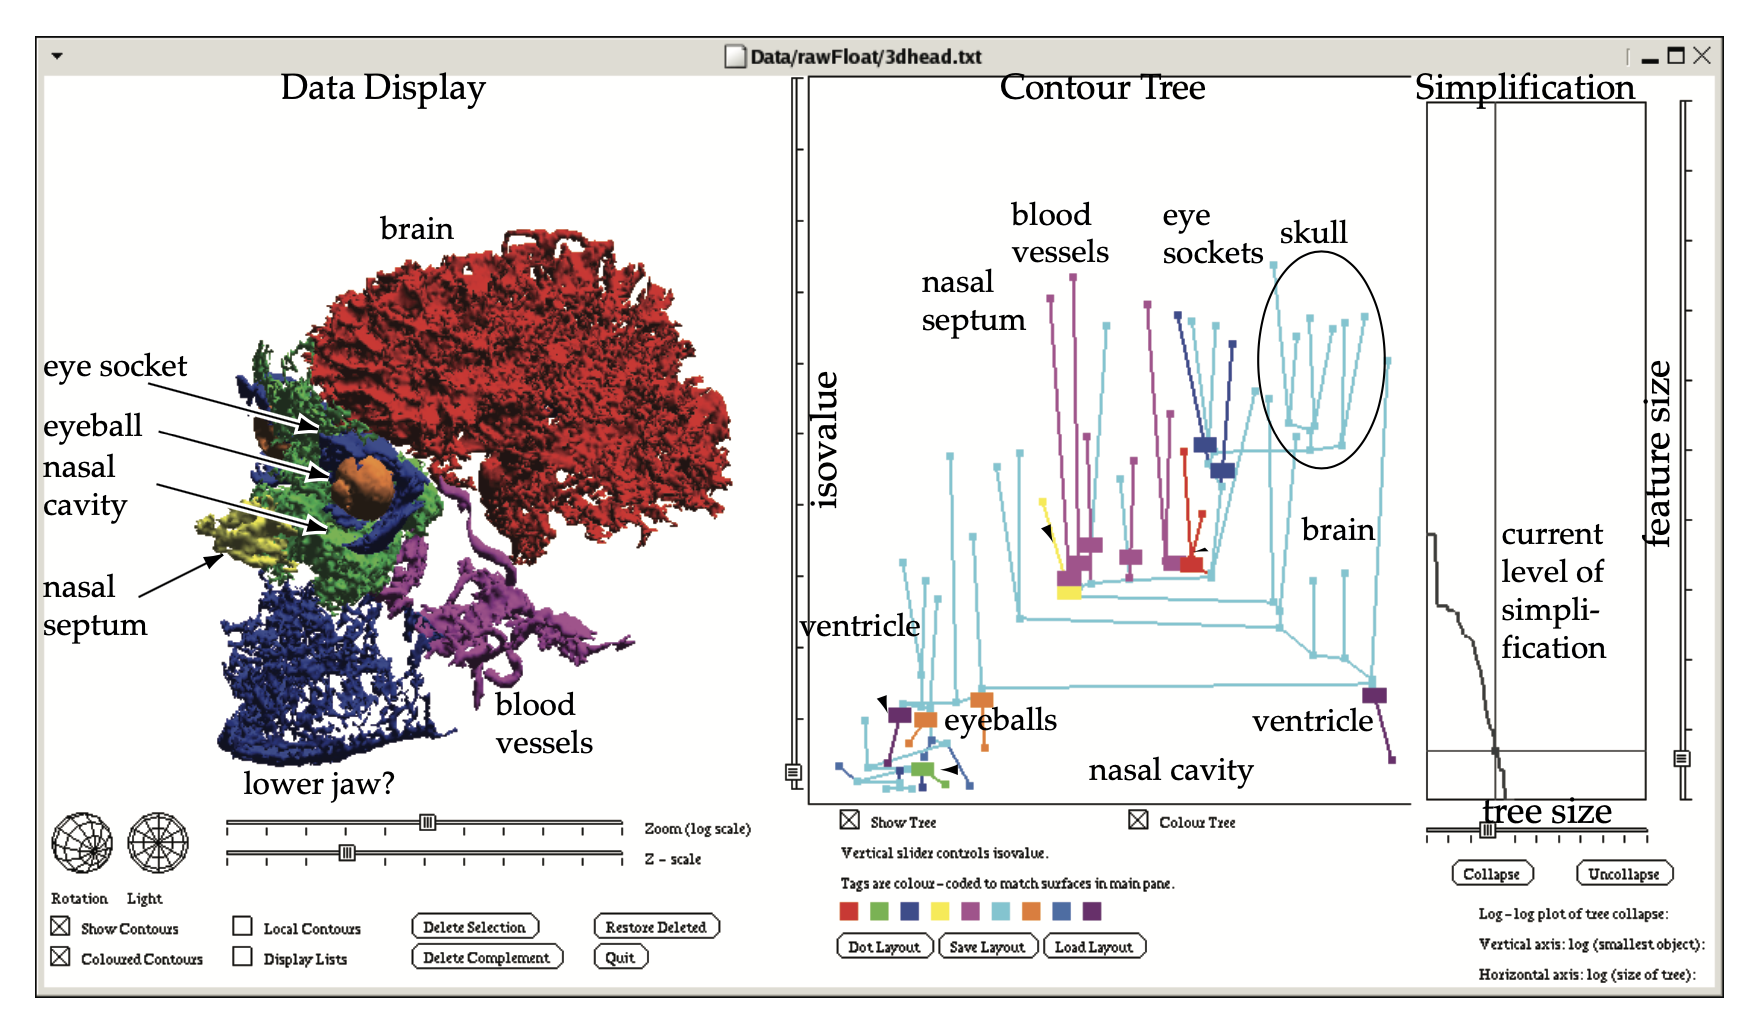 Data/rawFloat/3dhead.txt
Data Display
brain
eye socket
eyeball
nasal
cavity
nasal
septum
blood
vessels
lower jaw?
isovalue
Contour Tree
blood
vessels
eye
sockets
skull
nasal
septum
brain
ventricle
eyeballs
ventricle
nasal cavity
Simplification
feature size
current
level of
simpli-
fication
tree size
Rotation
Light
Zoom (log scale)
Z - scale
Show Contours
Local Contours
Delete Selection
Restore Deleted
Coloured Contours
Display Lists
Delete Complement
Quit
Show Tree
Colour Tree
Vertical slider controls isovalue.
Tags are colour-coded to match surfaces in main pane.
Dot Layout
Save Layout
Load Layout
Collapse
Uncollapse
Log-log plot of tree collapse:
Vertical axis: log (smallest object):
Horizontal axis: log (size of tree):